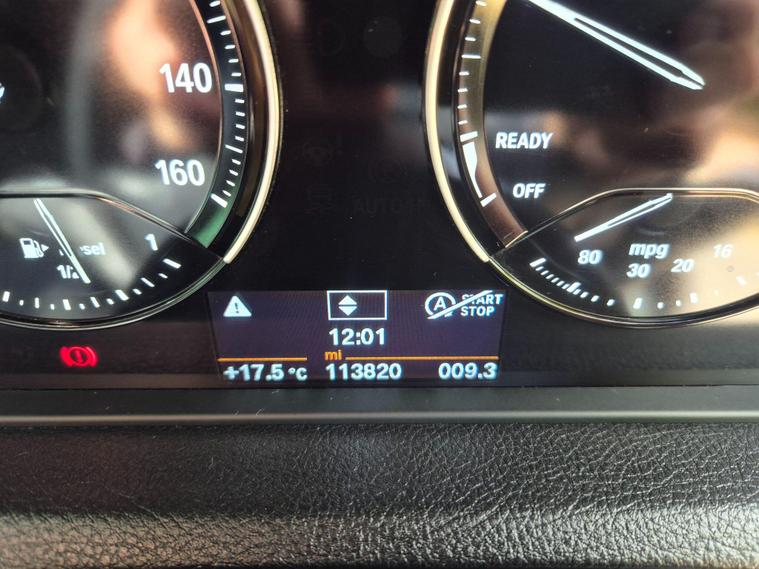 140
160
READY
OFF
1
1/2
80
mpg
30
20
16
A
START
STOP
12:01
mi
+17.5 °C
113820
009.3